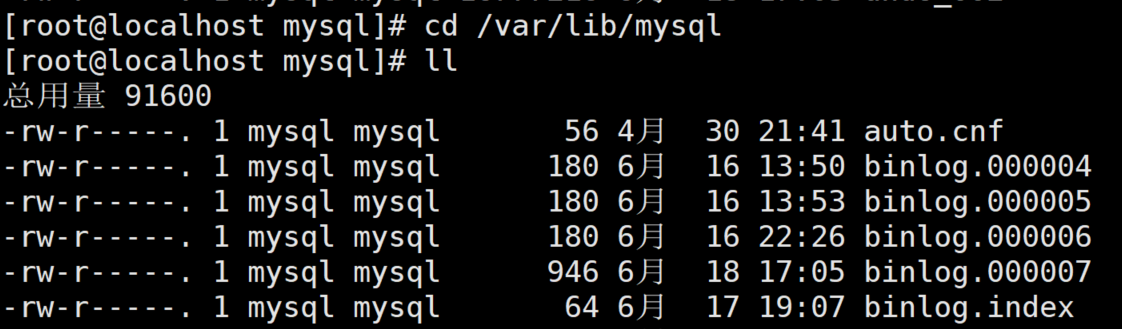 [root@localhost mysql]# cd /var/lib/mysql
[root@localhost mysql]# ll
总用量 91600
-rw-r-----. 1 mysql mysql       56 4月  30 21:41 auto.cnf
-rw-r-----. 1 mysql mysql      180 6月  16 13:50 binlog.000004
-rw-r-----. 1 mysql mysql      180 6月  16 13:53 binlog.000005
-rw-r-----. 1 mysql mysql      180 6月  16 22:26 binlog.000006
-rw-r-----. 1 mysql mysql      946 6月  18 17:05 binlog.000007
-rw-r-----. 1 mysql mysql       64 6月  17 19:07 binlog.index